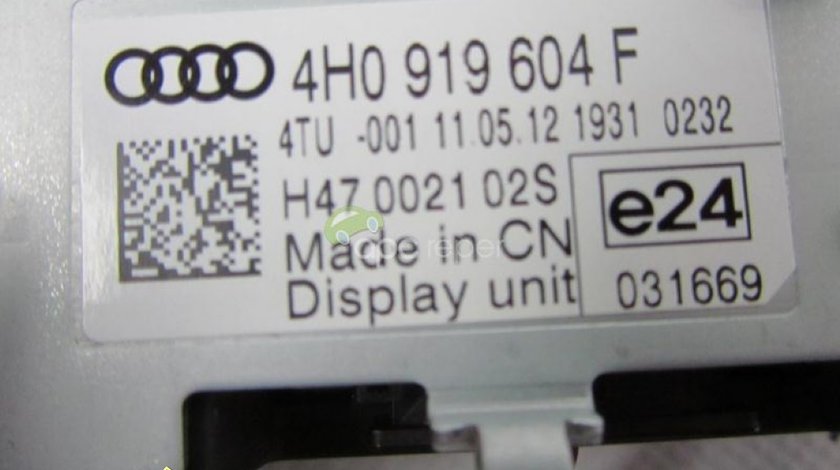 4H0 919 604 F
4TU -001 11.05.12 1931 0232
H47 0021 02S
Made in CN
Display unit
e24
031669